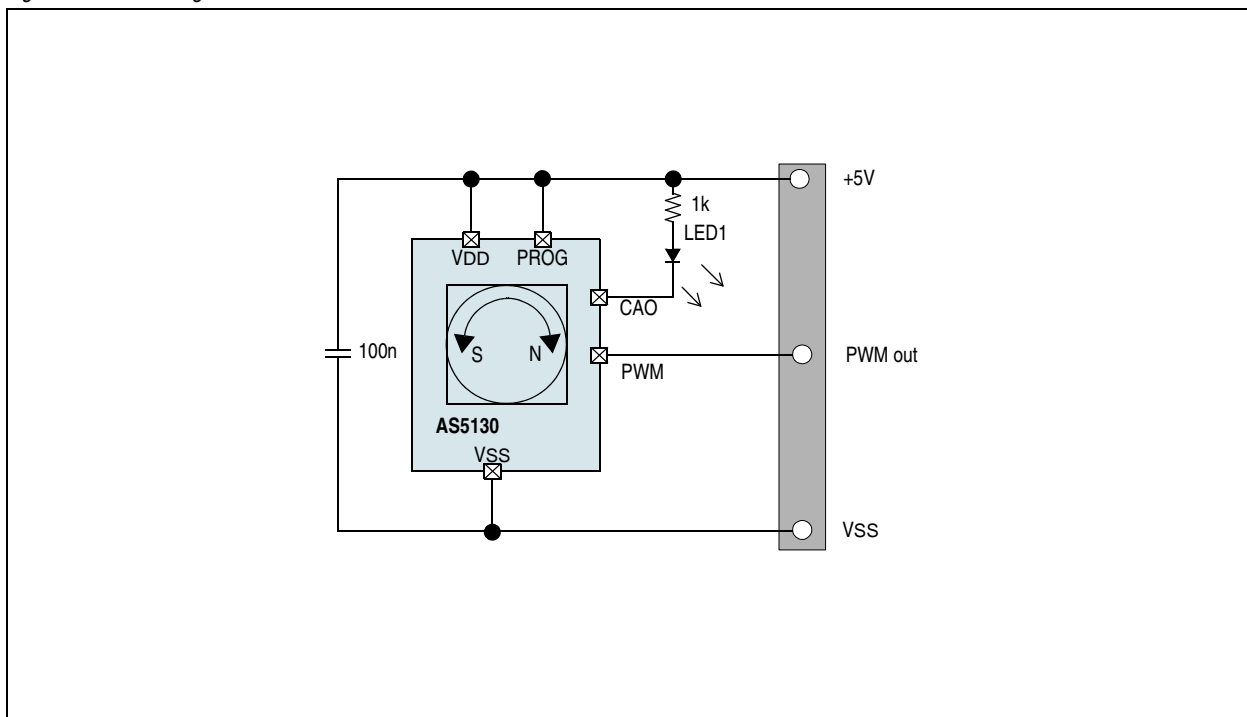 +5V
1k
LED1
VDD
PROG
CAO
100n
S
N
PWM out
PWM
AS5130
VSS
VSS